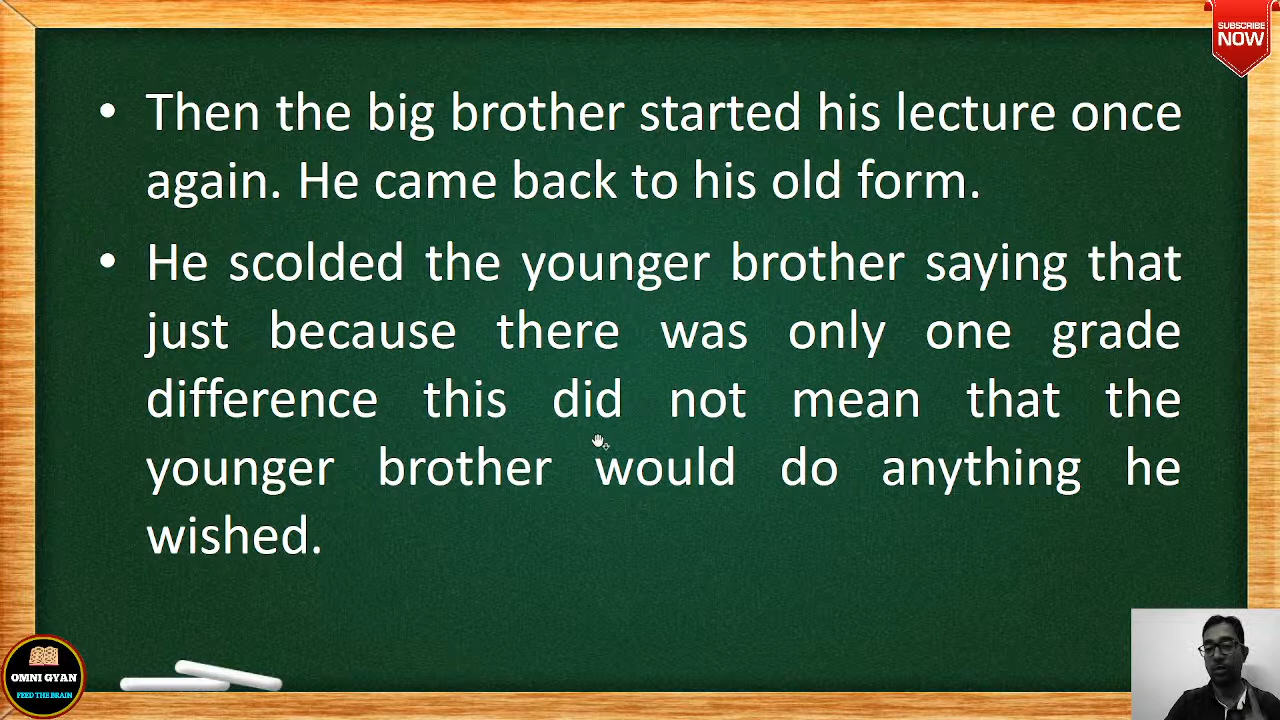 SUBSCRIBE
NOW
• Then the big brother started his lecture once
again. He came back to his old form.
• He scolded the younger brother saying that
just because there was only one grade
difference this did not mean that the
younger brother would do anything he
wished.
OMNI GYAN
FEED THE BRAIN